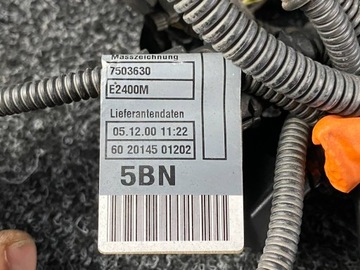 Masszeichnung
7503630
E2400M
Lieferantendaten
05.12.00 11:22
60 20145 01202
5BN